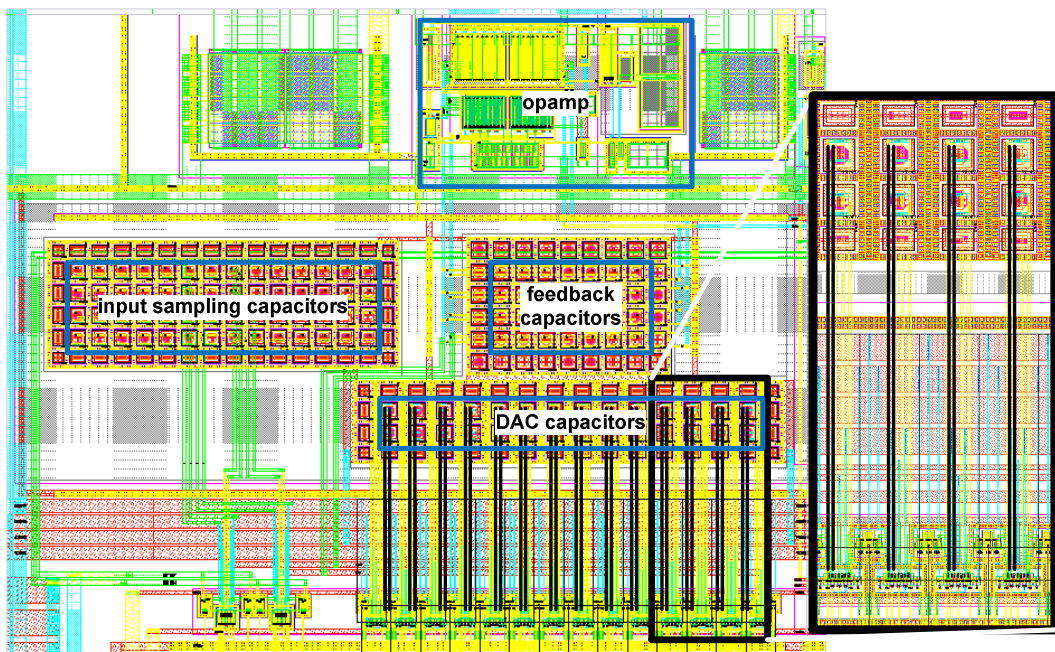 opamp
input sampling capacitors
feedback
capacitors
DAC capacitors